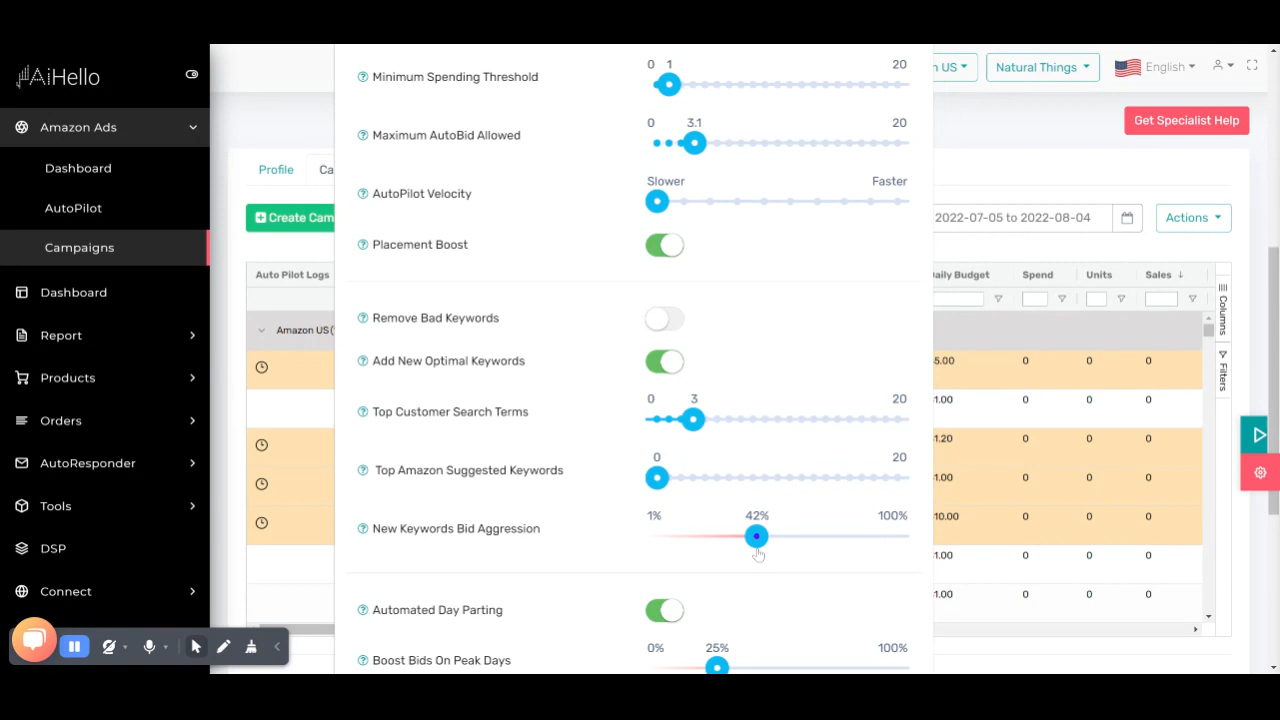 AiHello
Amazon Ads
Dashboard
AutoPilot
Campaigns
Dashboard
Report
Products
Orders
AutoResponder
Tools
DSP
Connect
Minimum Spending Threshold
0 1 20
Maximum AutoBid Allowed
0 3.1 20
AutoPilot Velocity
Slower Faster
Placement Boost
Remove Bad Keywords
Add New Optimal Keywords
Top Customer Search Terms
0 3 20
Top Amazon Suggested Keywords
0 20
New Keywords Bid Aggression
1% 42% 100%
Automated Day Parting
Boost Bids On Peak Days
0% 25% 100%
US
Natural Things
English
Get Specialist Help
Profile
Ca
Create Cam
2022-07-05 to 2022-08-04
Actions
Auto Pilot Logs
aily Budget Spend Units Sales
Amazon US(
5.00 0 0 0
1.00 0 0 0
1.20 0 0 0
1.00 0 0 0
10.00 0 0 0
1.00 0 0 0
1.00 0 0 0
Columns
Filters